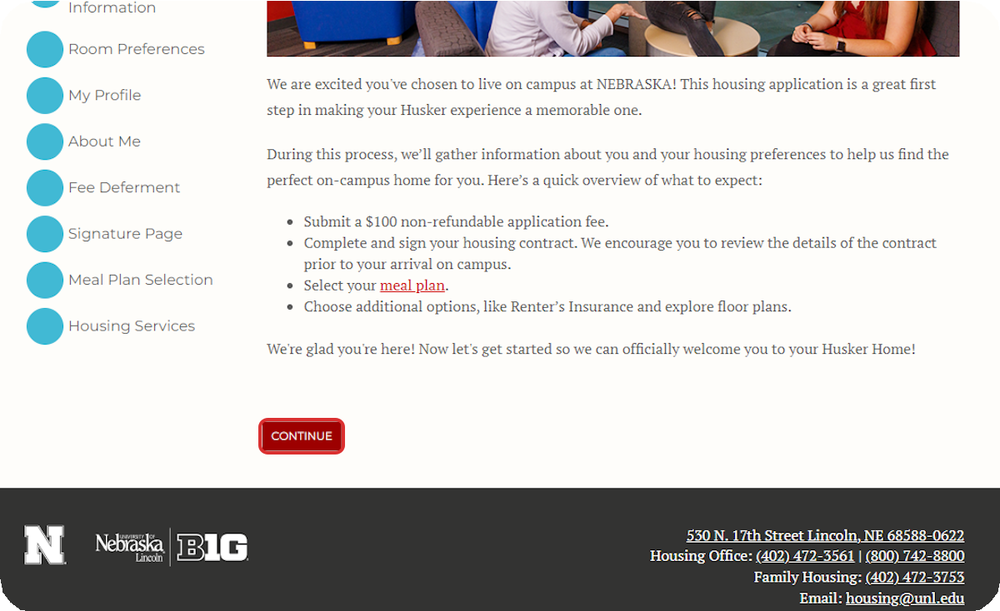 Information
Room Preferences
My Profile
About Me
Fee Deferment
Signature Page
Meal Plan Selection
Housing Services
We are excited you've chosen to live on campus at NEBRASKA! This housing application is a great first
step in making your Husker experience a memorable one.
During this process, we’ll gather information about you and your housing preferences to help us find the
perfect on-campus home for you. Here’s a quick overview of what to expect:
Submit a $100 non-refundable application fee.
Complete and sign your housing contract. We encourage you to review the details of the contract
prior to your arrival on campus.
Select your meal plan.
Choose additional options, like Renter’s Insurance and explore floor plans.
We're glad you're here! Now let's get started so we can officially welcome you to your Husker Home!
CONTINUE
N
UNIVERSITY OF
Nebraska
Lincoln
B1G
530 N. 17th Street Lincoln, NE 68588-0622
Housing Office: (402) 472-3561 | (800) 742-8800
Family Housing: (402) 472-3753
Email: housing@unl.edu